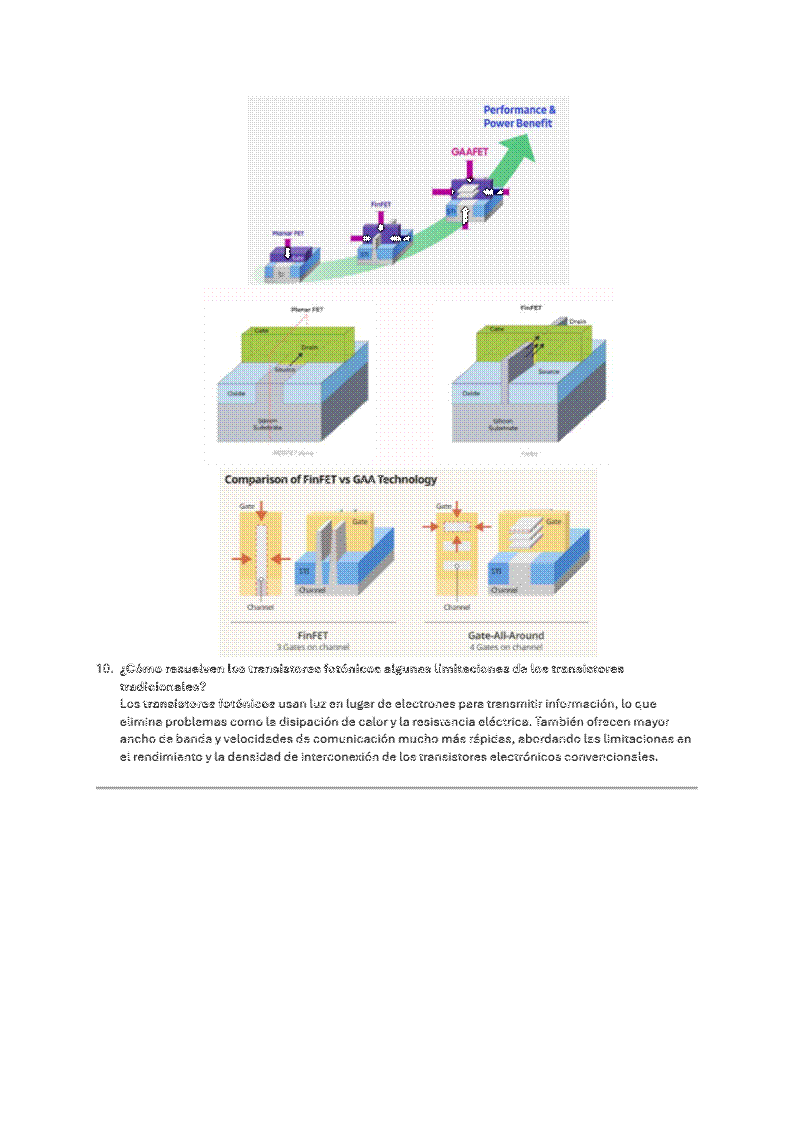 Performance &
Power Benefit
GAAFET
FinFET
Planar FET
STI
Planar FET
Gate
Drain
Source
Oxide
Silicon
Substrate
FinFET
Drain
Gate
Source
Oxide
Silicon
Substrate
Comparison of FinFET vs GAA Technology
Gate
Gate
STI
Channel
Channel
FinFET
3 Gates on channel
Gate
Gate
STI
Channel
Channel
Gate-All-Around
4 Gates on channel
10. ¿Cómo resuelven los transistores fotónicos algunas limitaciones de los transistores
tradicionales?
Los transistores fotónicos usan luz en lugar de electrones para transmitir información, lo que
elimina problemas como la disipación de calor y la resistencia eléctrica. También ofrecen mayor
ancho de banda y velocidades de comunicación mucho más rápidas, abordando las limitaciones en
el rendimiento y la densidad de interconexión de los transistores electrónicos convencionales.